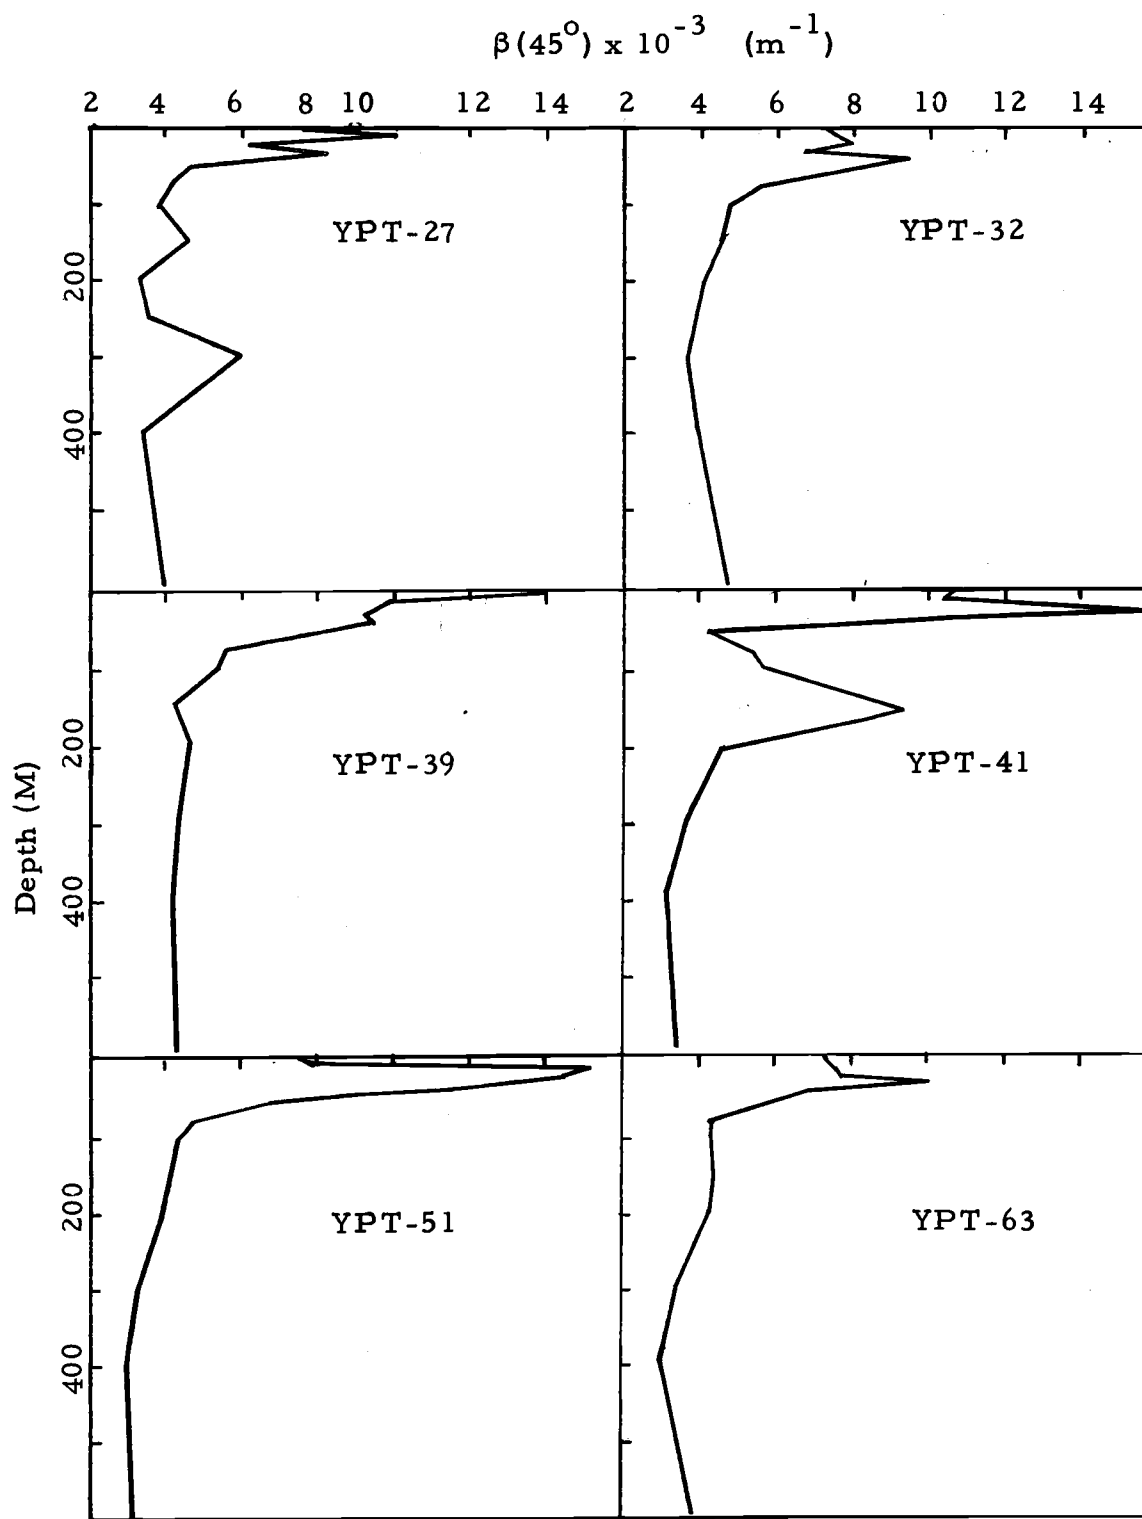 β(45°) x 10⁻³ (m⁻¹)
2 4 6 8 10 12 14 2 4 6 8 10 12 14
YPT-27 YPT-32
200
400
YPT-39 YPT-41
200
400
Depth (M)
YPT-51 YPT-63
200
400